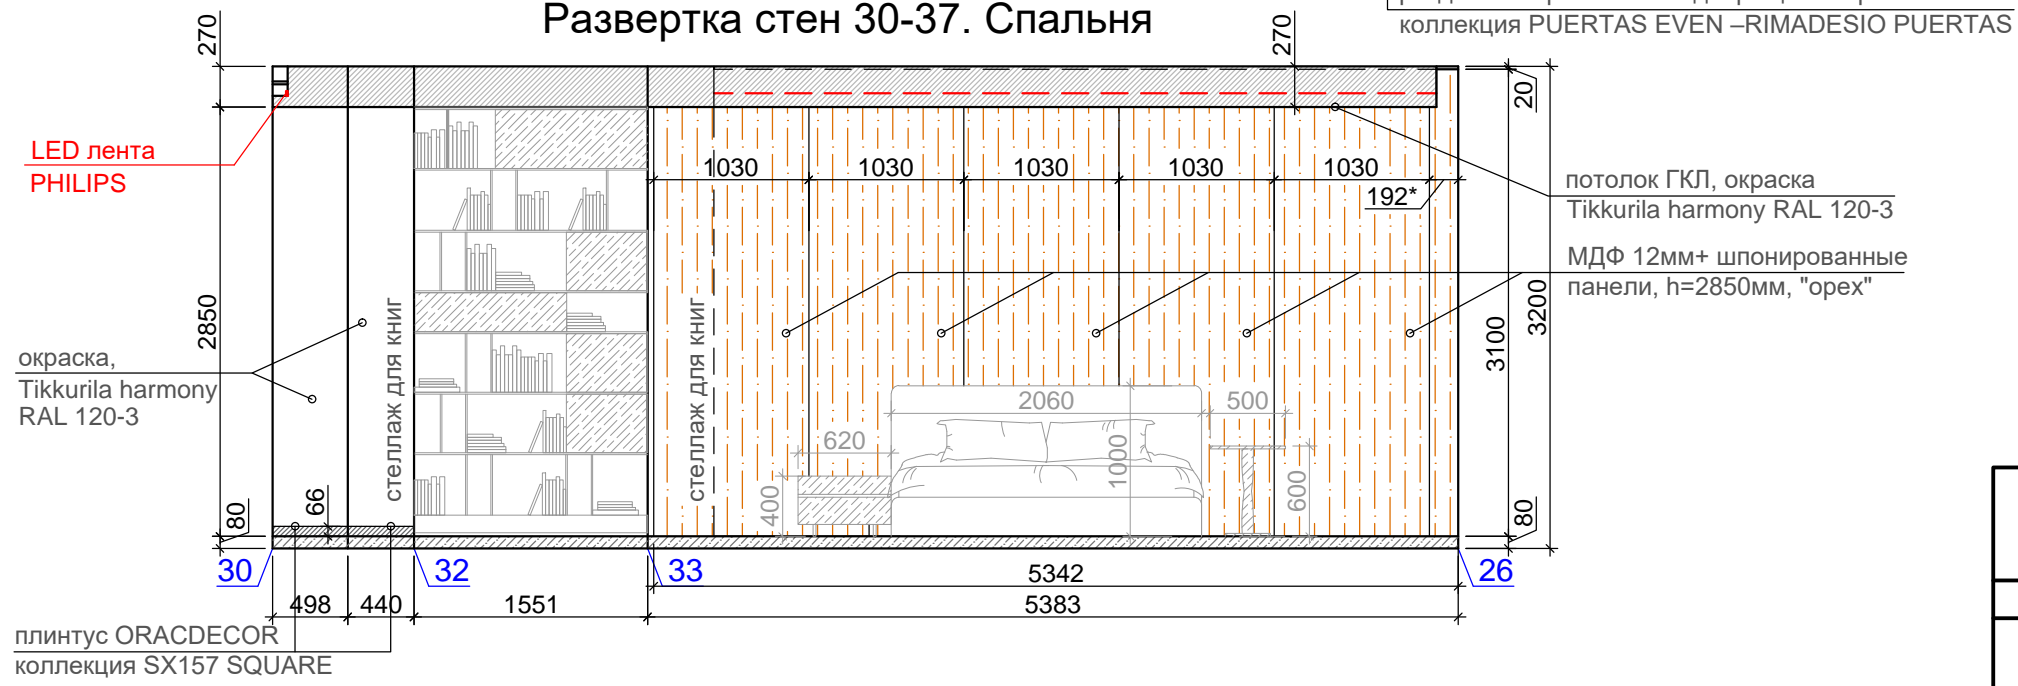 Развертка стен 30-37. Спальня
коллекция PUERTAS EVEN –RIMADESIO PUERTAS
270
270
20
LED лента
PHILIPS
1030
1030
1030
1030
1030
192*
потолок ГКЛ, окраска
Tikkurila harmony RAL 120-3
МДФ 12мм+ шпонированные
панели, h=2850мм, "орех"
2850
3100
3200
окраска,
Tikkurila harmony
RAL 120-3
стеллаж для книг
стеллаж для книг
2060
500
620
1000
400
600
66
80
80
30
32
33
26
5342
498
440
1551
5383
плинтус ORACDECOR
коллекция SX157 SQUARE